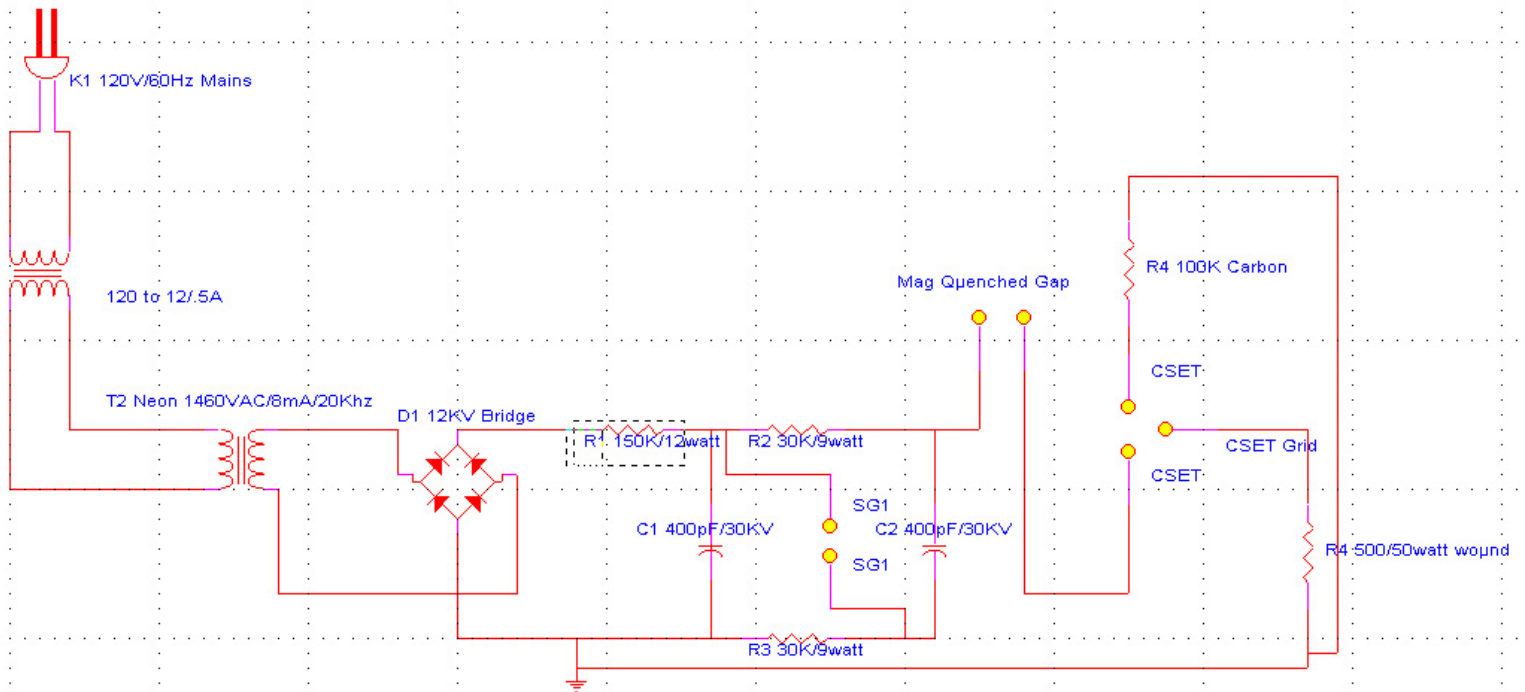 K1 120V/60Hz Mains
120 to 12/.5A
T2 Neon 1460VAC/8mA/20Khz
D1 12KV Bridge
R1 150K/12watt
R2 30K/9watt
Mag Quenched Gap
R4 100K Carbon
CSET
CSET Grid
CSET
SG1
C1 400pF/30KV
C2 400pF/30KV
SG1
R4 500/50watt wound
R3 30K/9watt